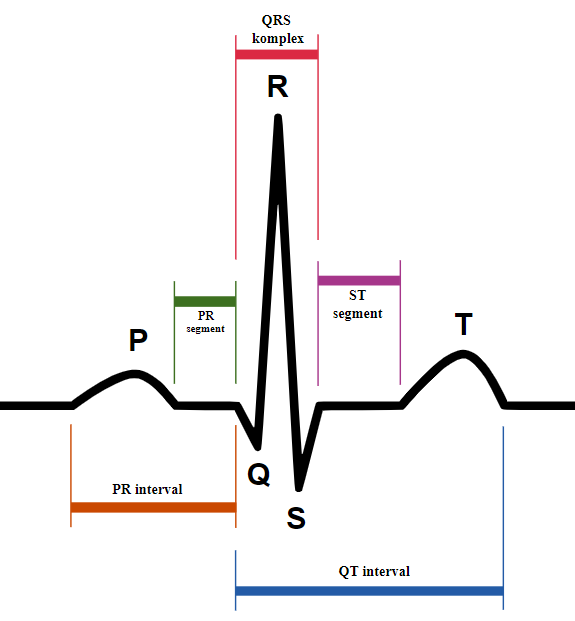 QRS
komplex
R
PR
segment
ST
segment
P
T
Q
S
PR interval
QT interval